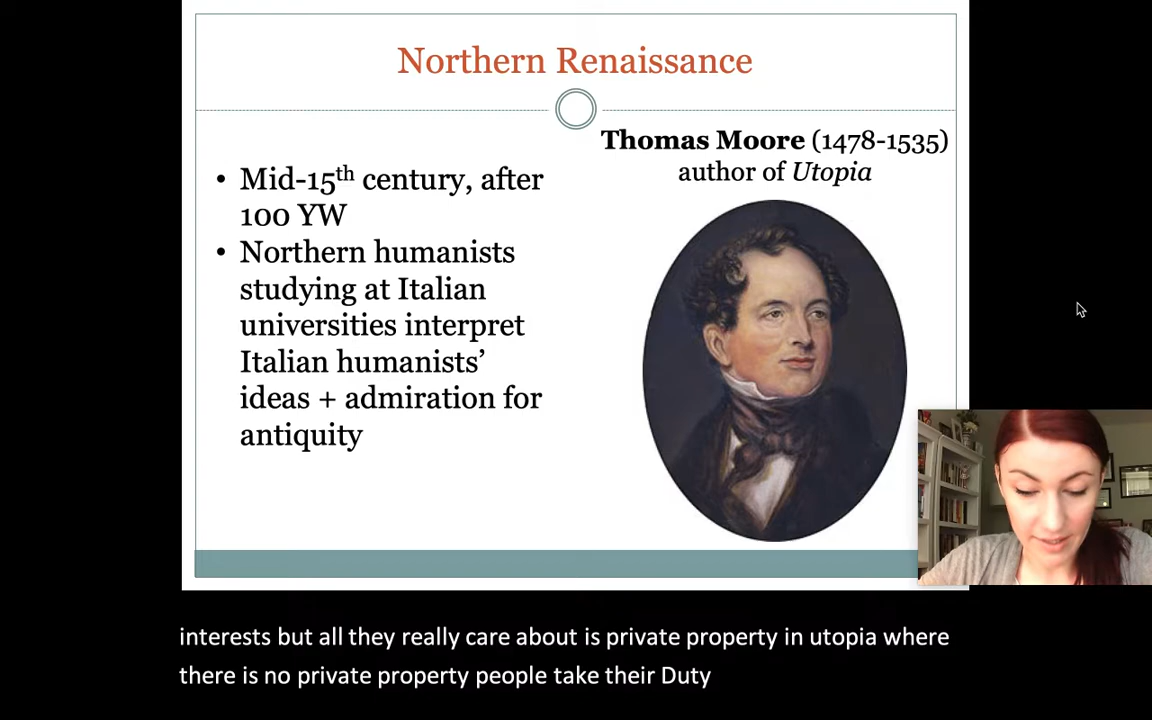 Northern Renaissance
Thomas Moore (1478-1535)
author of Utopia
• Mid-15th century, after
100 YW
• Northern humanists
studying at Italian
universities interpret
Italian humanists’
ideas + admiration for
antiquity
interests but all they really care about is private property in utopia where
there is no private property people take their Duty